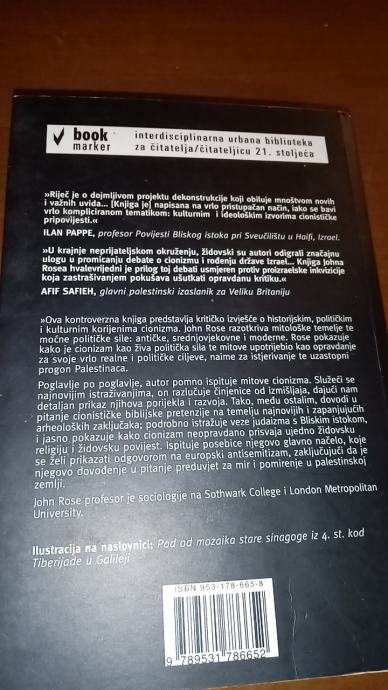 book
marker
interdisciplinarna urbana biblioteka
za čitatelja/čitateljicu 21. stoljeća
»Riječ je o dojmljivom projektu dekonstrukcije koji obiluje mnoštvom novih
i važnih uvida... [Knjiga je] napisana na vrlo pristupačan način, iako se bavi
vrlo kompliciranom tematikom: kulturnim i ideološkim izvorima cionističke
pripovijesti.«
ILAN PAPPE, profesor Povijesti Bliskog istoka pri Sveučilištu u Haifi, Izrael.
»U krajnje neprijateljskom okruženju, židovski su autori odigrali značajnu
ulogu u promicanju debate o cionizmu i rođenju države Izrael... Knjiga Johna
Rosea hvalevrijedni je prilog toj debati usmjeren protiv proizraelske inkvizicije
koja zastrašivanjem pokušava ušutkati opravdanu kritiku.«
AFIF SAFIEH, glavni palestinski izaslanik za Veliku Britaniju
»Ova kontroverzna knjiga predstavlja kritičko izvješće o historijskim, političkim
i kulturnim korijenima cionizma. John Rose razotkriva mitološke temelje te
moćne političke sile: antičke, srednjovjekovne i moderne. Rose pokazuje
kako je cionizam kao živa politička sila te mitove upotrijebio kao opravdanje
za svoje vrlo realne i političke ciljeve, naime za istjerivanje te uzastopni
progon Palestinaca.
Poglavlje po poglavlje, autor pomno ispituje mitove cionizma. Služeći se
najnovijim istraživanjima, on razlučuje činjenice od izmišljaja, dajući nam
detaljan prikaz njihova porijekla i razvoja. Tako, među ostalim, dovodi u
pitanje cionističke biblijske pretenzije na temelju najnovijih i zapanjujućih
arheoloških zaključaka; podrobno istražuje veze judaizma s Bliskim istokom,
i jasno pokazuje kako cionizam neopravdano prisvaja ujedno židovsku
religiju i židovsku povijest. Ispituje posebice njegovo glavno načelo, koje
se želi prikazati odgovorom na europski antisemitizam, zaključujući da je
njegovo dovođenje u pitanje preduvjet za mir i pomirenje u palestinskoj
zemlji.
John Rose profesor je sociologije na Sothwark College i London Metropolitan
University.
Ilustracija na naslovnici: Pod od mozaika stare sinagoge iz 4. st. kod
Tiberijade u Galileji
ISBN 953-178-665-8
9 789531 786652